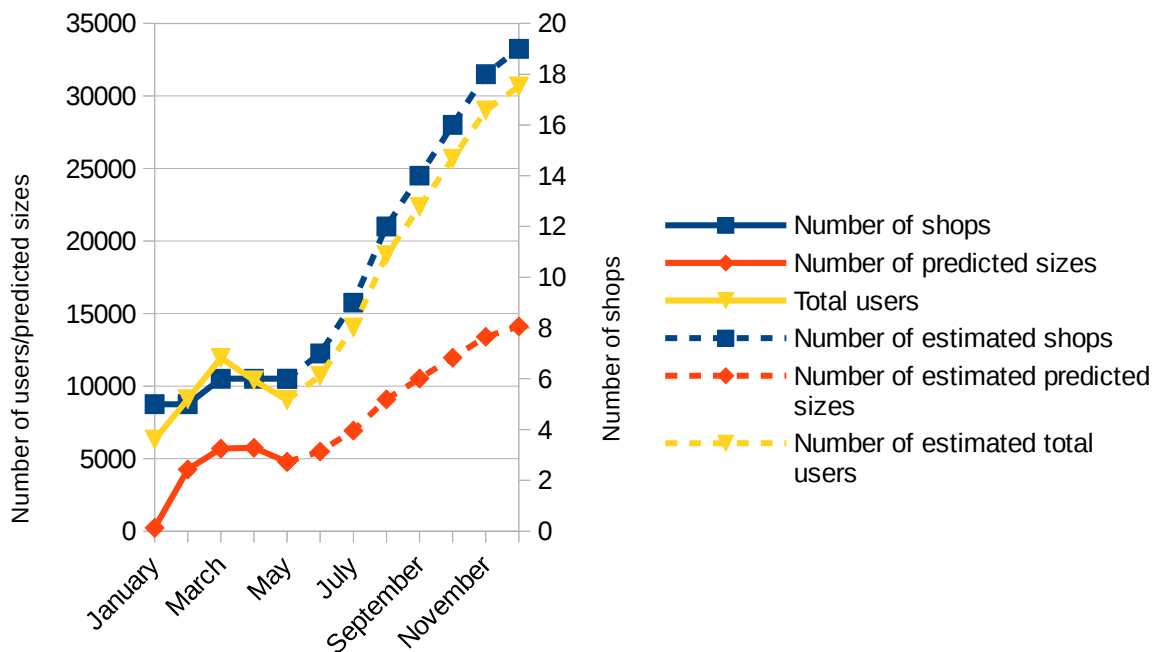 35000
30000
25000
20000
15000
10000
5000
0
20
18
16
14
12
10
8
6
4
2
0
Number of users/predicted sizes
Number of shops
January
March
May
July
September
November
Number of shops
Number of predicted sizes
Total users
Number of estimated shops
Number of estimated predicted
sizes
Number of estimated total
users